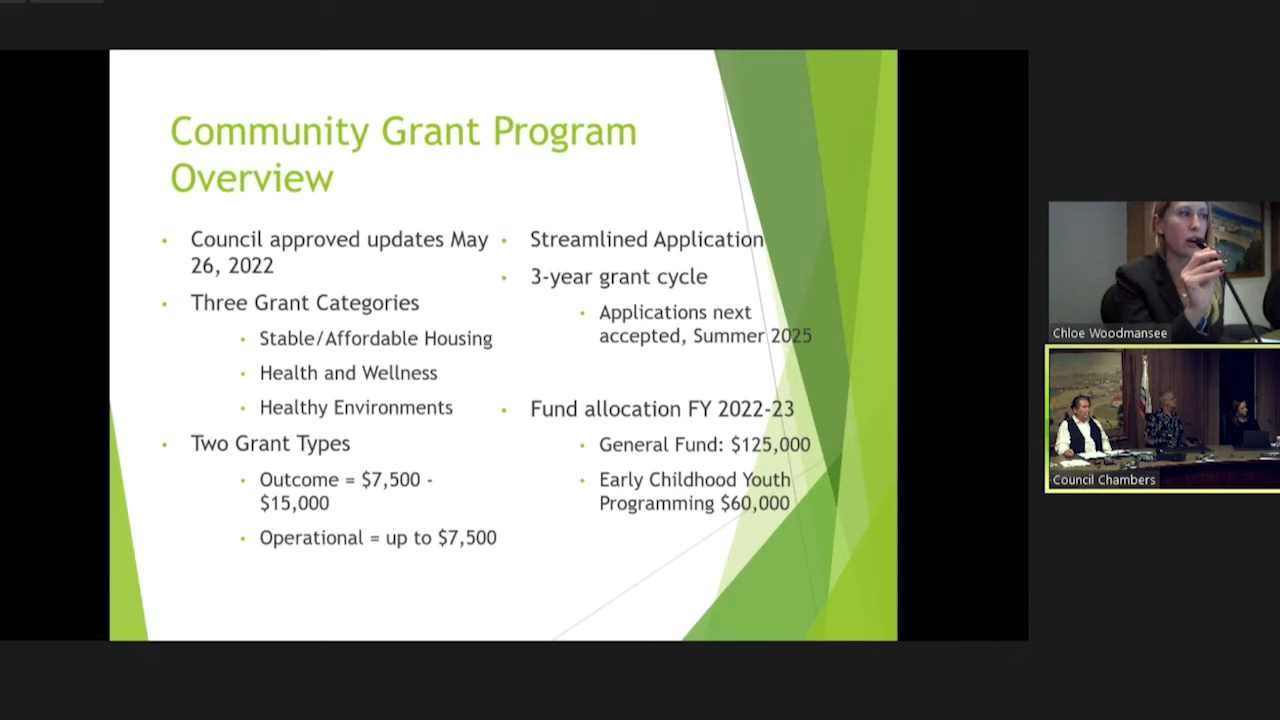 Community Grant Program
Overview
Council approved updates May
26, 2022
Three Grant Categories
Stable/Affordable Housing
Health and Wellness
Healthy Environments
Two Grant Types
Outcome = $7,500 -
$15,000
Operational = up to $7,500
Streamlined Application
3-year grant cycle
Applications next
accepted, Summer 2025
Fund allocation FY 2022-23
General Fund: $125,000
Early Childhood Youth
Programming $60,000
Chloe Woodmansee
Council Chambers